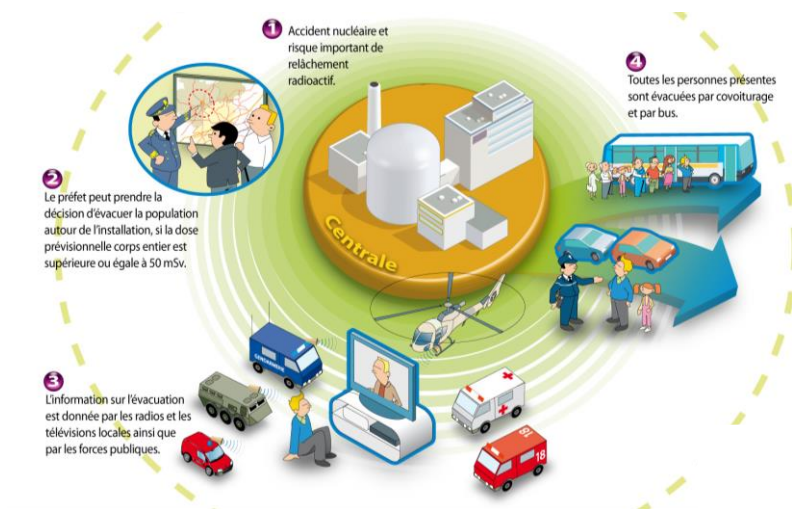 1
Accident nucléaire et
risque important de
relâchement
radioactif.
2
Le préfet peut prendre la
décision d'évacuer la population
autour de l'installation, si la dose
prévisionnelle corps entier est
supérieure ou égale à 50 mSv.
3
L'information sur l'évacuation
est donnée par les radios et les
télévisions locales ainsi que
par les forces publiques.
4
Toutes les personnes présentes
sont évacuées par covoiturage
et par bus.
Centrale
GENDARMERIE
18
18